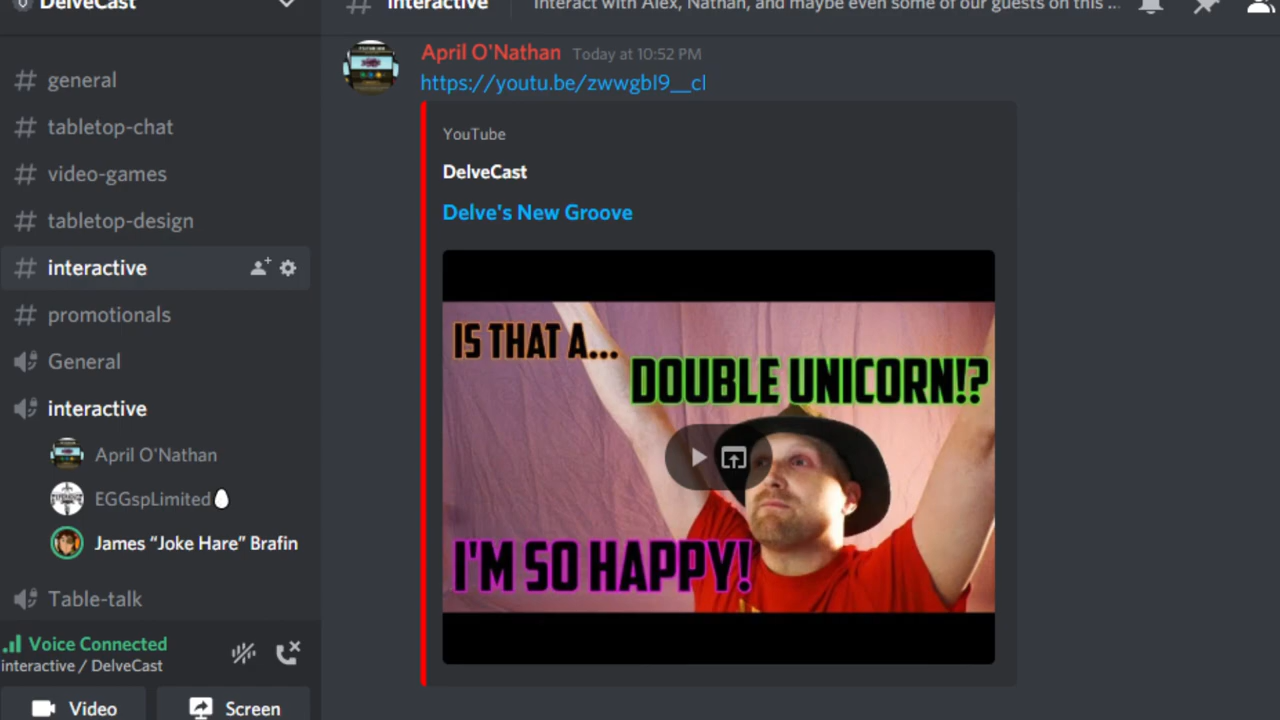 DelveCast
interactive
Interact with Alex, Nathan, and maybe even some of our guests on this ...
general
tabletop-chat
video-games
tabletop-design
interactive
promotionals
General
interactive
April O'Nathan
EGGspLimited
James “Joke Hare” Brafin
Table-talk
Voice Connected
interactive / DelveCast
Video
Screen
April O'Nathan Today at 10:52 PM
https://youtu.be/zwwgbl9__cI
YouTube
DelveCast
Delve's New Groove
IS THAT A...
DOUBLE UNICORN!?
I'M SO HAPPY!